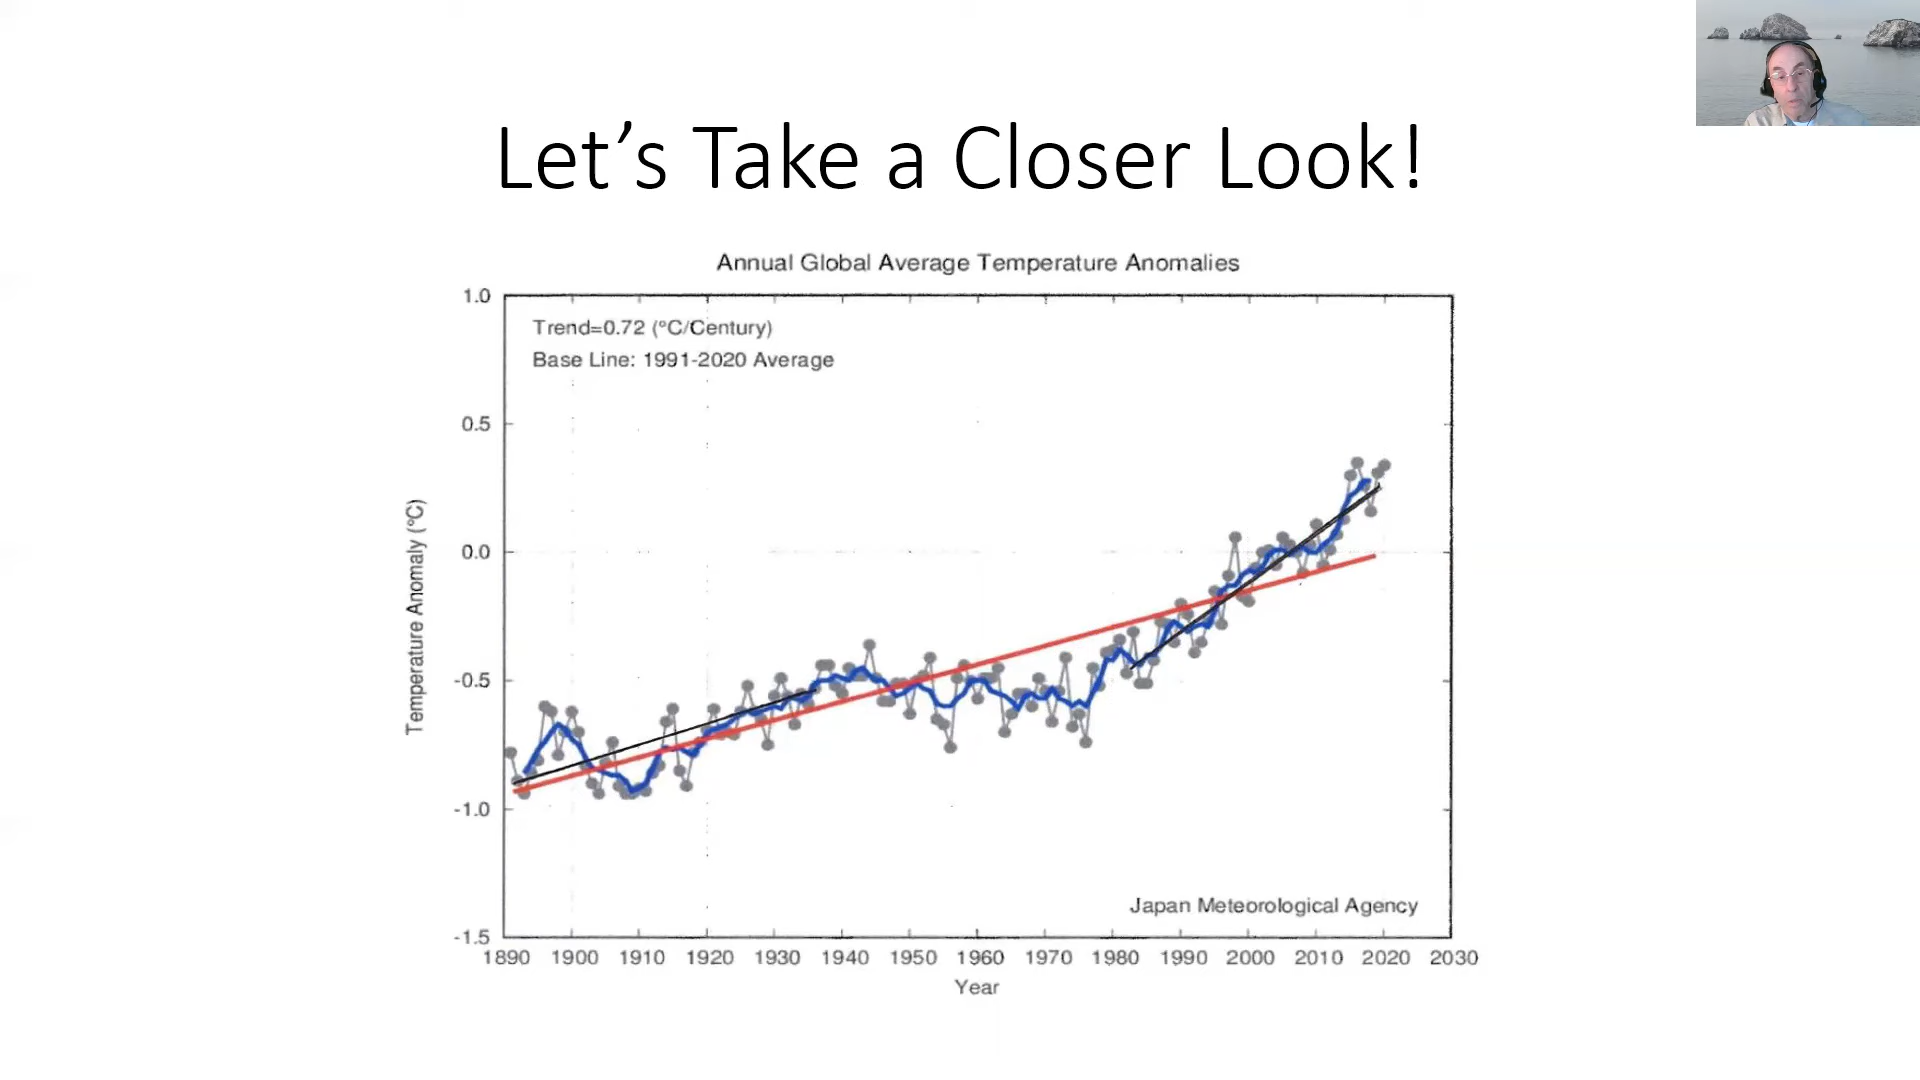 Let’s Take a Closer Look!
Annual Global Average Temperature Anomalies
Trend=0.72 (°C/Century)
Base Line: 1991-2020 Average
1.0
0.5
0.0
-0.5
-1.0
-1.5
Temperature Anomaly (°C)
Japan Meteorological Agency
1890 1900 1910 1920 1930 1940 1950 1960 1970 1980 1990 2000 2010 2020 2030
Year